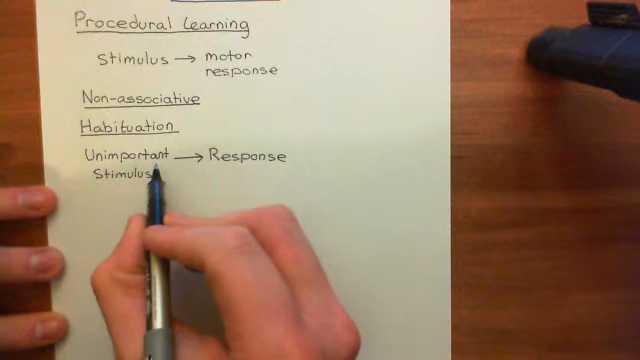 Procedural Learning
Stimulus → motor
response
Non-associative
Habituation
Unimportant → Response
Stimulus